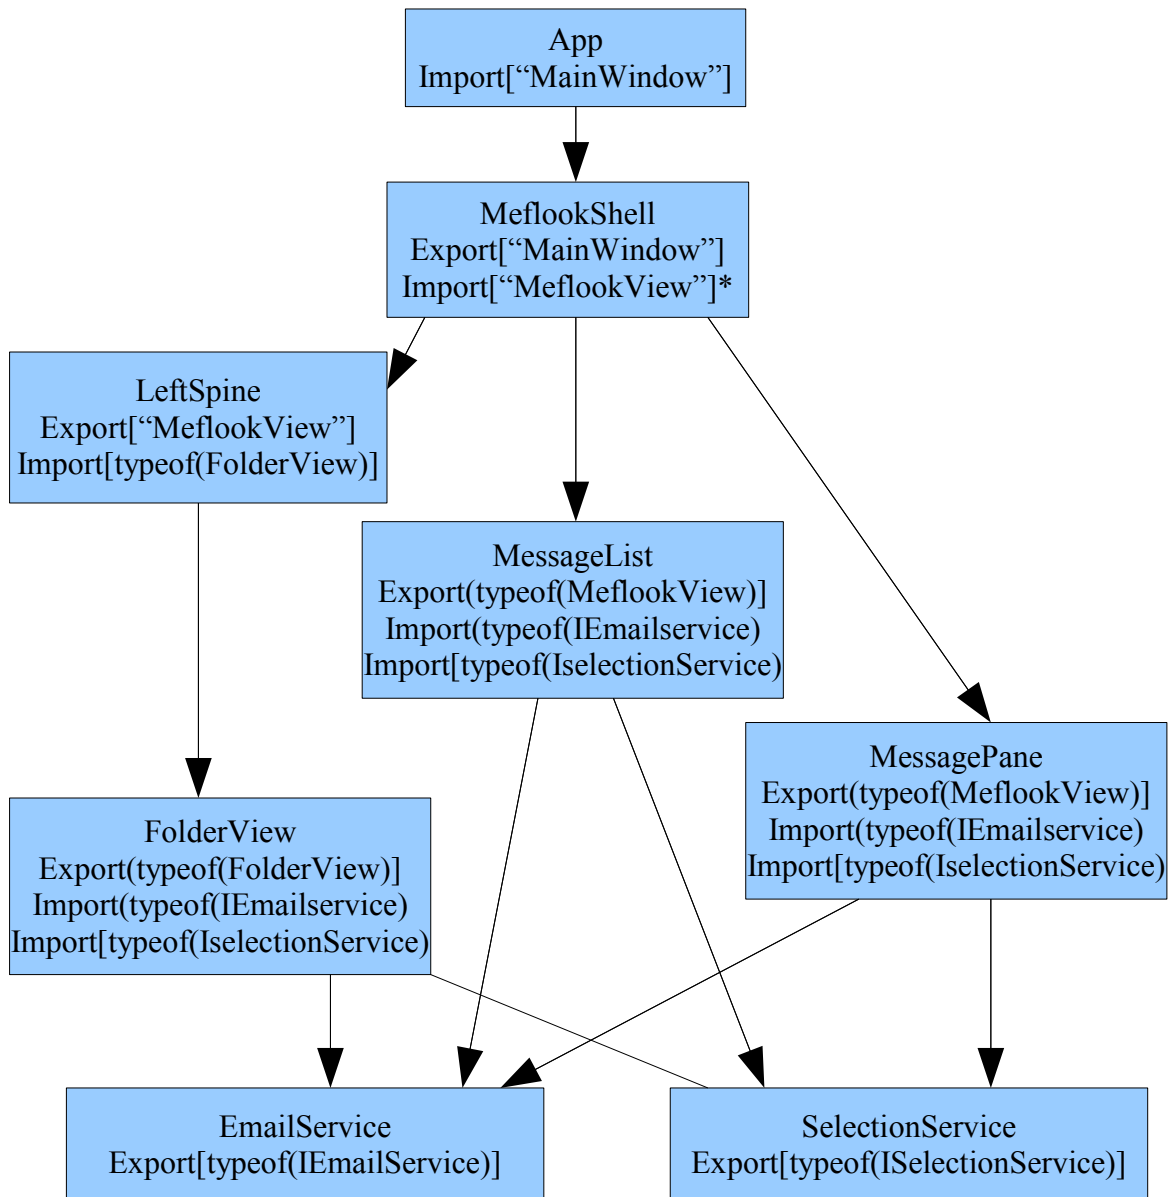 App
Import[“MainWindow”]
MeflookShell
Export[“MainWindow”]
Import[“MeflookView”]*
LeftSpine
Export[“MeflookView”]
Import[typeof(FolderView)]
MessageList
Export(typeof(MeflookView)]
Import(typeof(IEmailservice)
Import[typeof(IselectionService)
MessagePane
Export(typeof(MeflookView)]
Import(typeof(IEmailservice)
Import[typeof(IselectionService)
FolderView
Export(typeof(FolderView)]
Import(typeof(IEmailservice)
Import[typeof(IselectionService)
EmailService
Export[typeof(IEmailService)]
SelectionService
Export[typeof(ISelectionService)]